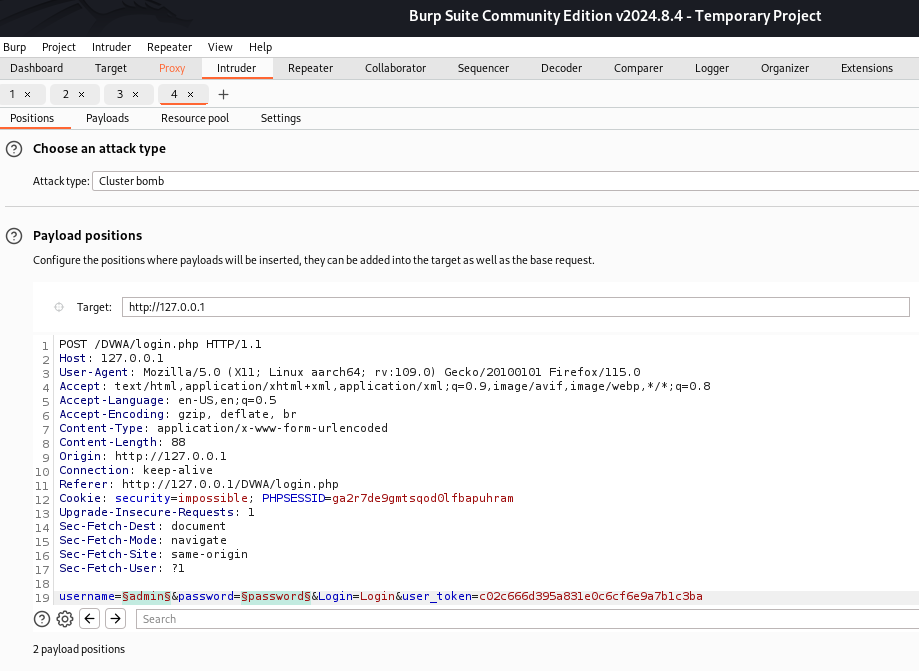 Burp Suite Community Edition v2024.8.4 - Temporary Project
Burp Project Intruder Repeater View Help
Dashboard Target Proxy Intruder Repeater Collaborator Sequencer Decoder Comparer Logger Organizer Extensions
1 × 2 × 3 × 4 × +
Positions Payloads Resource pool Settings
? Choose an attack type
Attack type: Cluster bomb
? Payload positions
Configure the positions where payloads will be inserted, they can be added into the target as well as the base request.
Target: http://127.0.0.1
1 POST /DVWA/login.php HTTP/1.1
2 Host: 127.0.0.1
3 User-Agent: Mozilla/5.0 (X11; Linux aarch64; rv:109.0) Gecko/20100101 Firefox/115.0
4 Accept: text/html,application/xhtml+xml,application/xml;q=0.9,image/avif,image/webp,*/*;q=0.8
5 Accept-Language: en-US,en;q=0.5
6 Accept-Encoding: gzip, deflate, br
7 Content-Type: application/x-www-form-urlencoded
8 Content-Length: 88
9 Origin: http://127.0.0.1
10 Connection: keep-alive
11 Referer: http://127.0.0.1/DVWA/login.php
12 Cookie: security=impossible; PHPSESSID=ga2r7de9gmtsqod0lfbapuhram
13 Upgrade-Insecure-Requests: 1
14 Sec-Fetch-Dest: document
15 Sec-Fetch-Mode: navigate
16 Sec-Fetch-Site: same-origin
17 Sec-Fetch-User: ?1
18
19 username=§admin§&password=§password§&Login=Login&user_token=c02c666d395a831e0c6cf6e9a7b1c3ba
? Search
2 payload positions